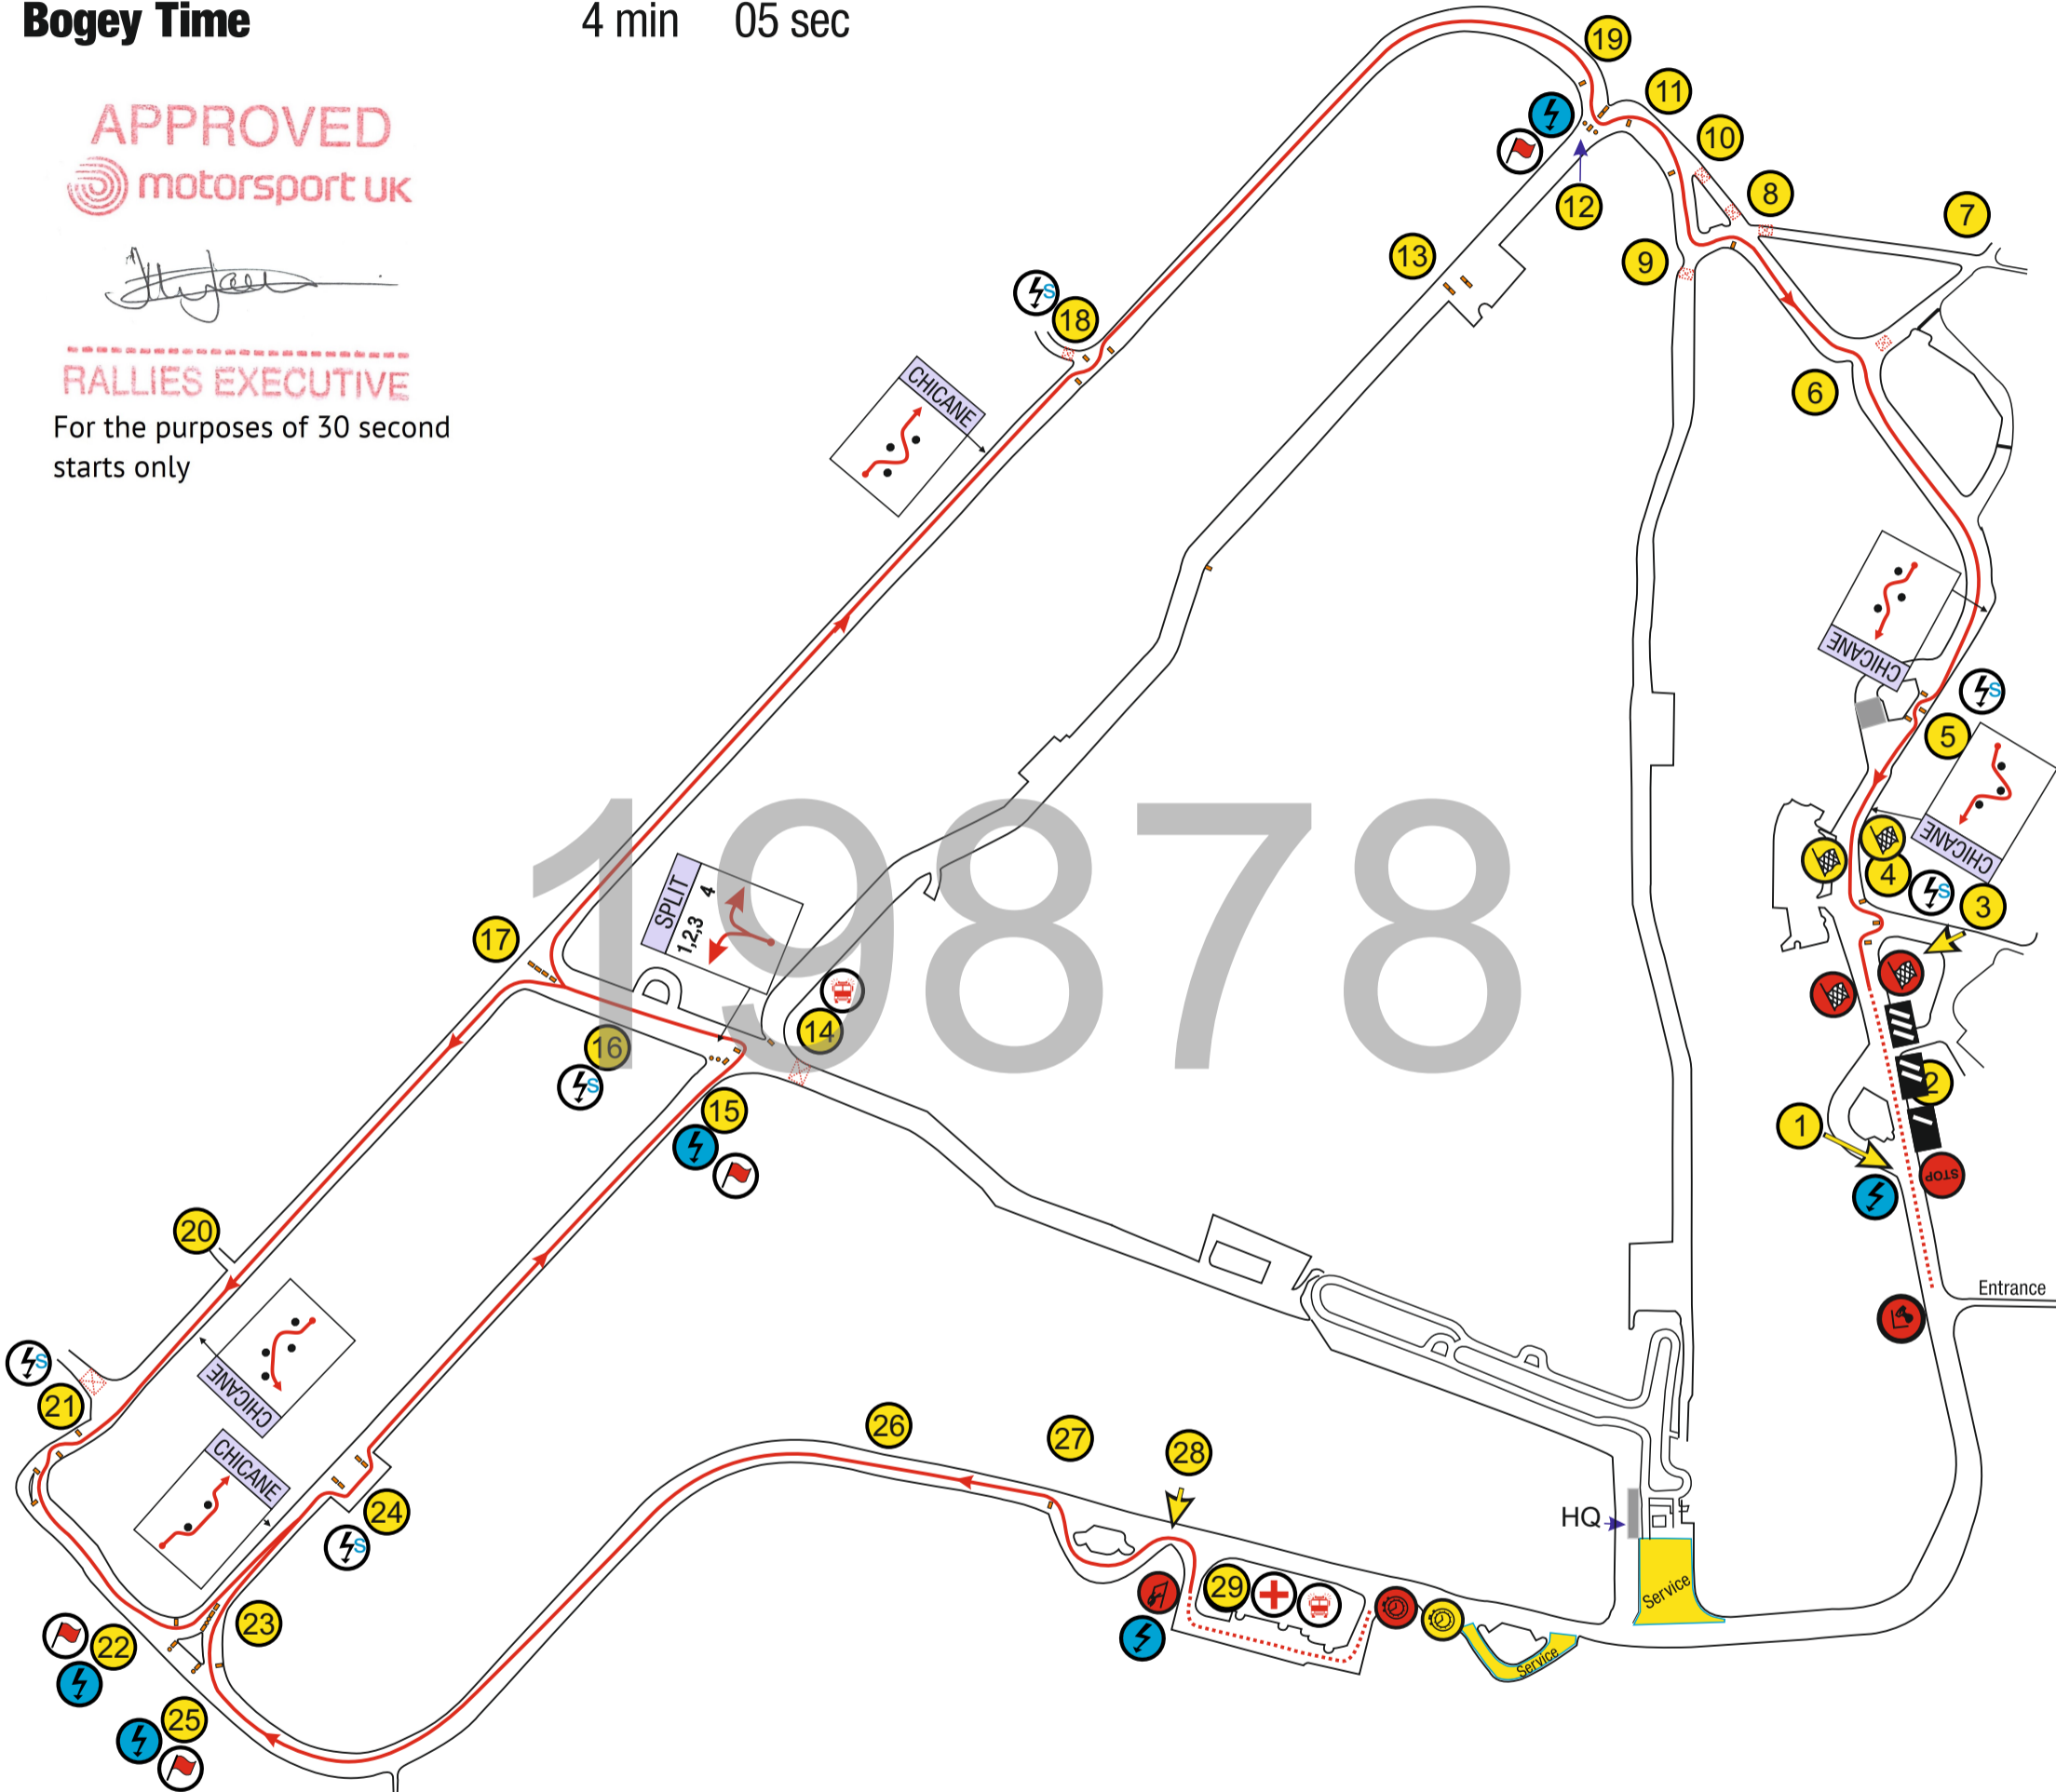 Bogey Time 4 min 05 sec
APPROVED
motorsport uk
RALLIES EXECUTIVE
For the purposes of 30 second
starts only
19
11
10
8
7
12
9
13
6
S
18
CHICANE
CHICANE
S
5
CHICANE
4
S
3
19878
SPLIT
1,2,3 4
17
14
16
S
15
2
1
STOP
20
Entrance
S
21
CHICANE
CHICANE
24
S
26
27
28
HQ
Service
29
Service
23
22
25